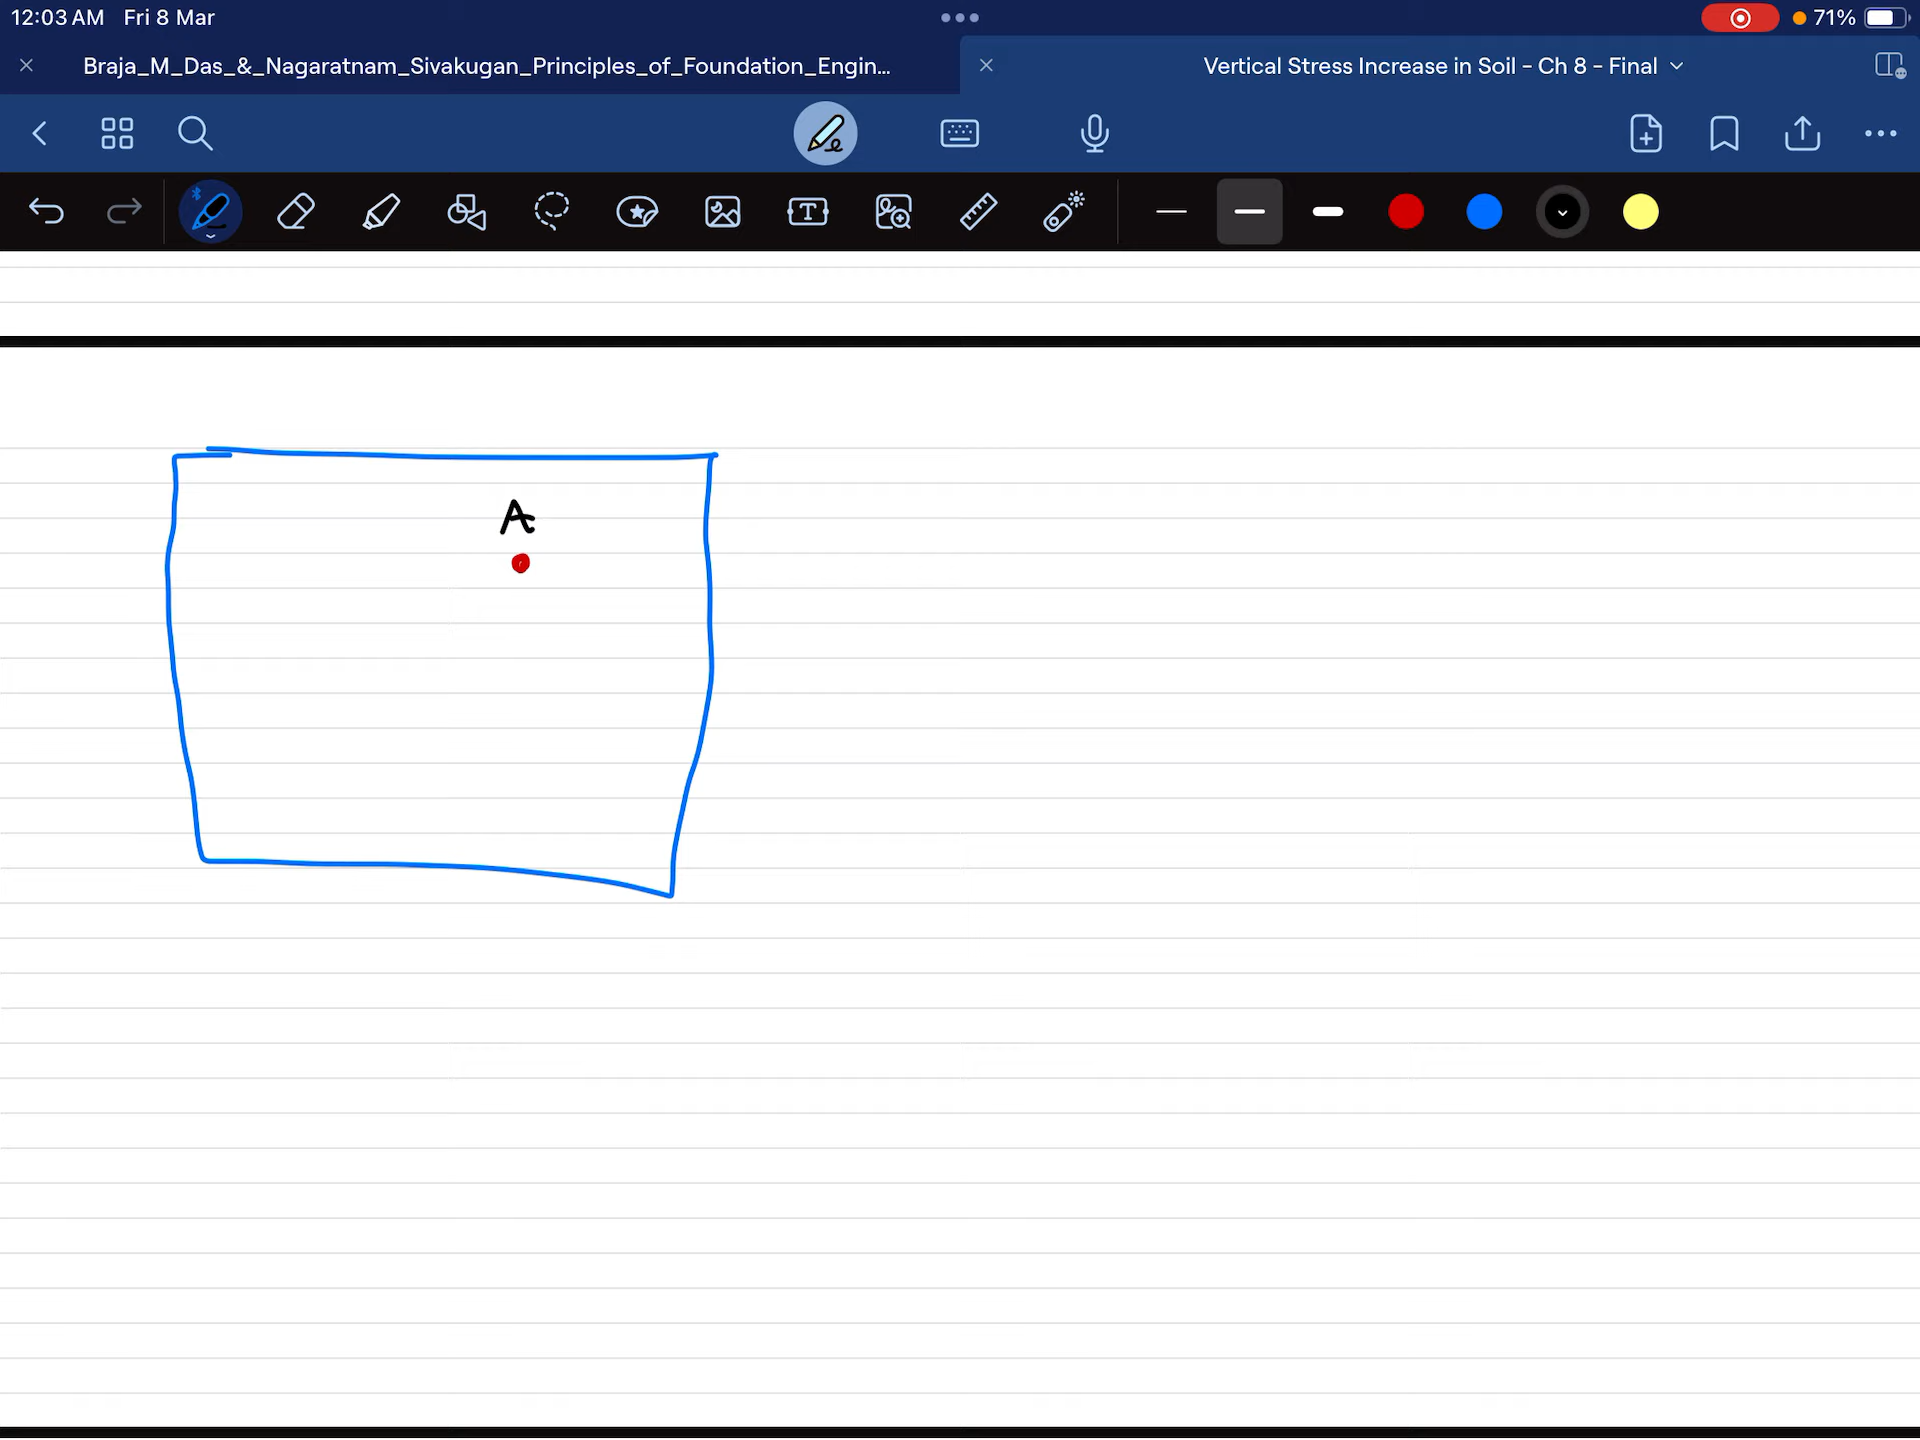 12:03 AM Fri 8 Mar
71%
Braja_M_Das_&_Nagaratnam_Sivakugan_Principles_of_Foundation_Engin...
Vertical Stress Increase in Soil - Ch 8 - Final
A